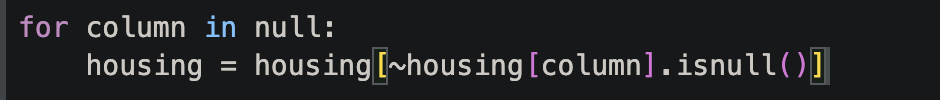 for column in null:
    housing = housing[~housing[column].isnull()]